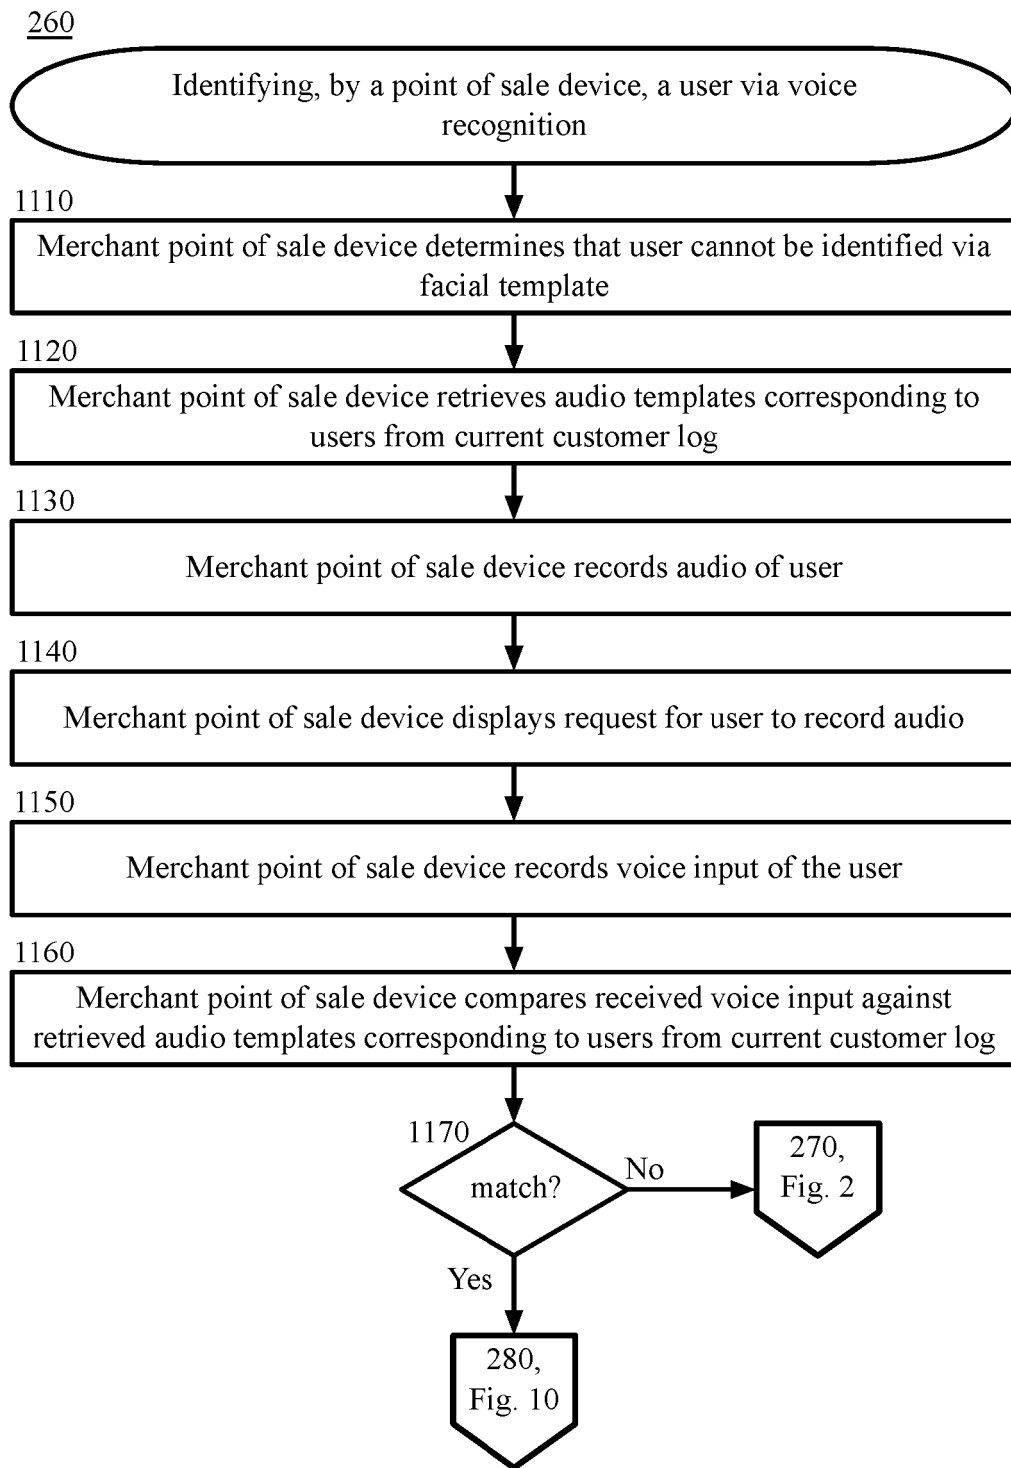 260
Identifying, by a point of sale device, a user via voice
recognition
1110
Merchant point of sale device determines that user cannot be identified via
facial template
1120
Merchant point of sale device retrieves audio templates corresponding to
users from current customer log
1130
Merchant point of sale device records audio of user
1140
Merchant point of sale device displays request for user to record audio
1150
Merchant point of sale device records voice input of the user
1160
Merchant point of sale device compares received voice input against
retrieved audio templates corresponding to users from current customer log
1170
match?
No
270,
Fig. 2
Yes
280,
Fig. 10